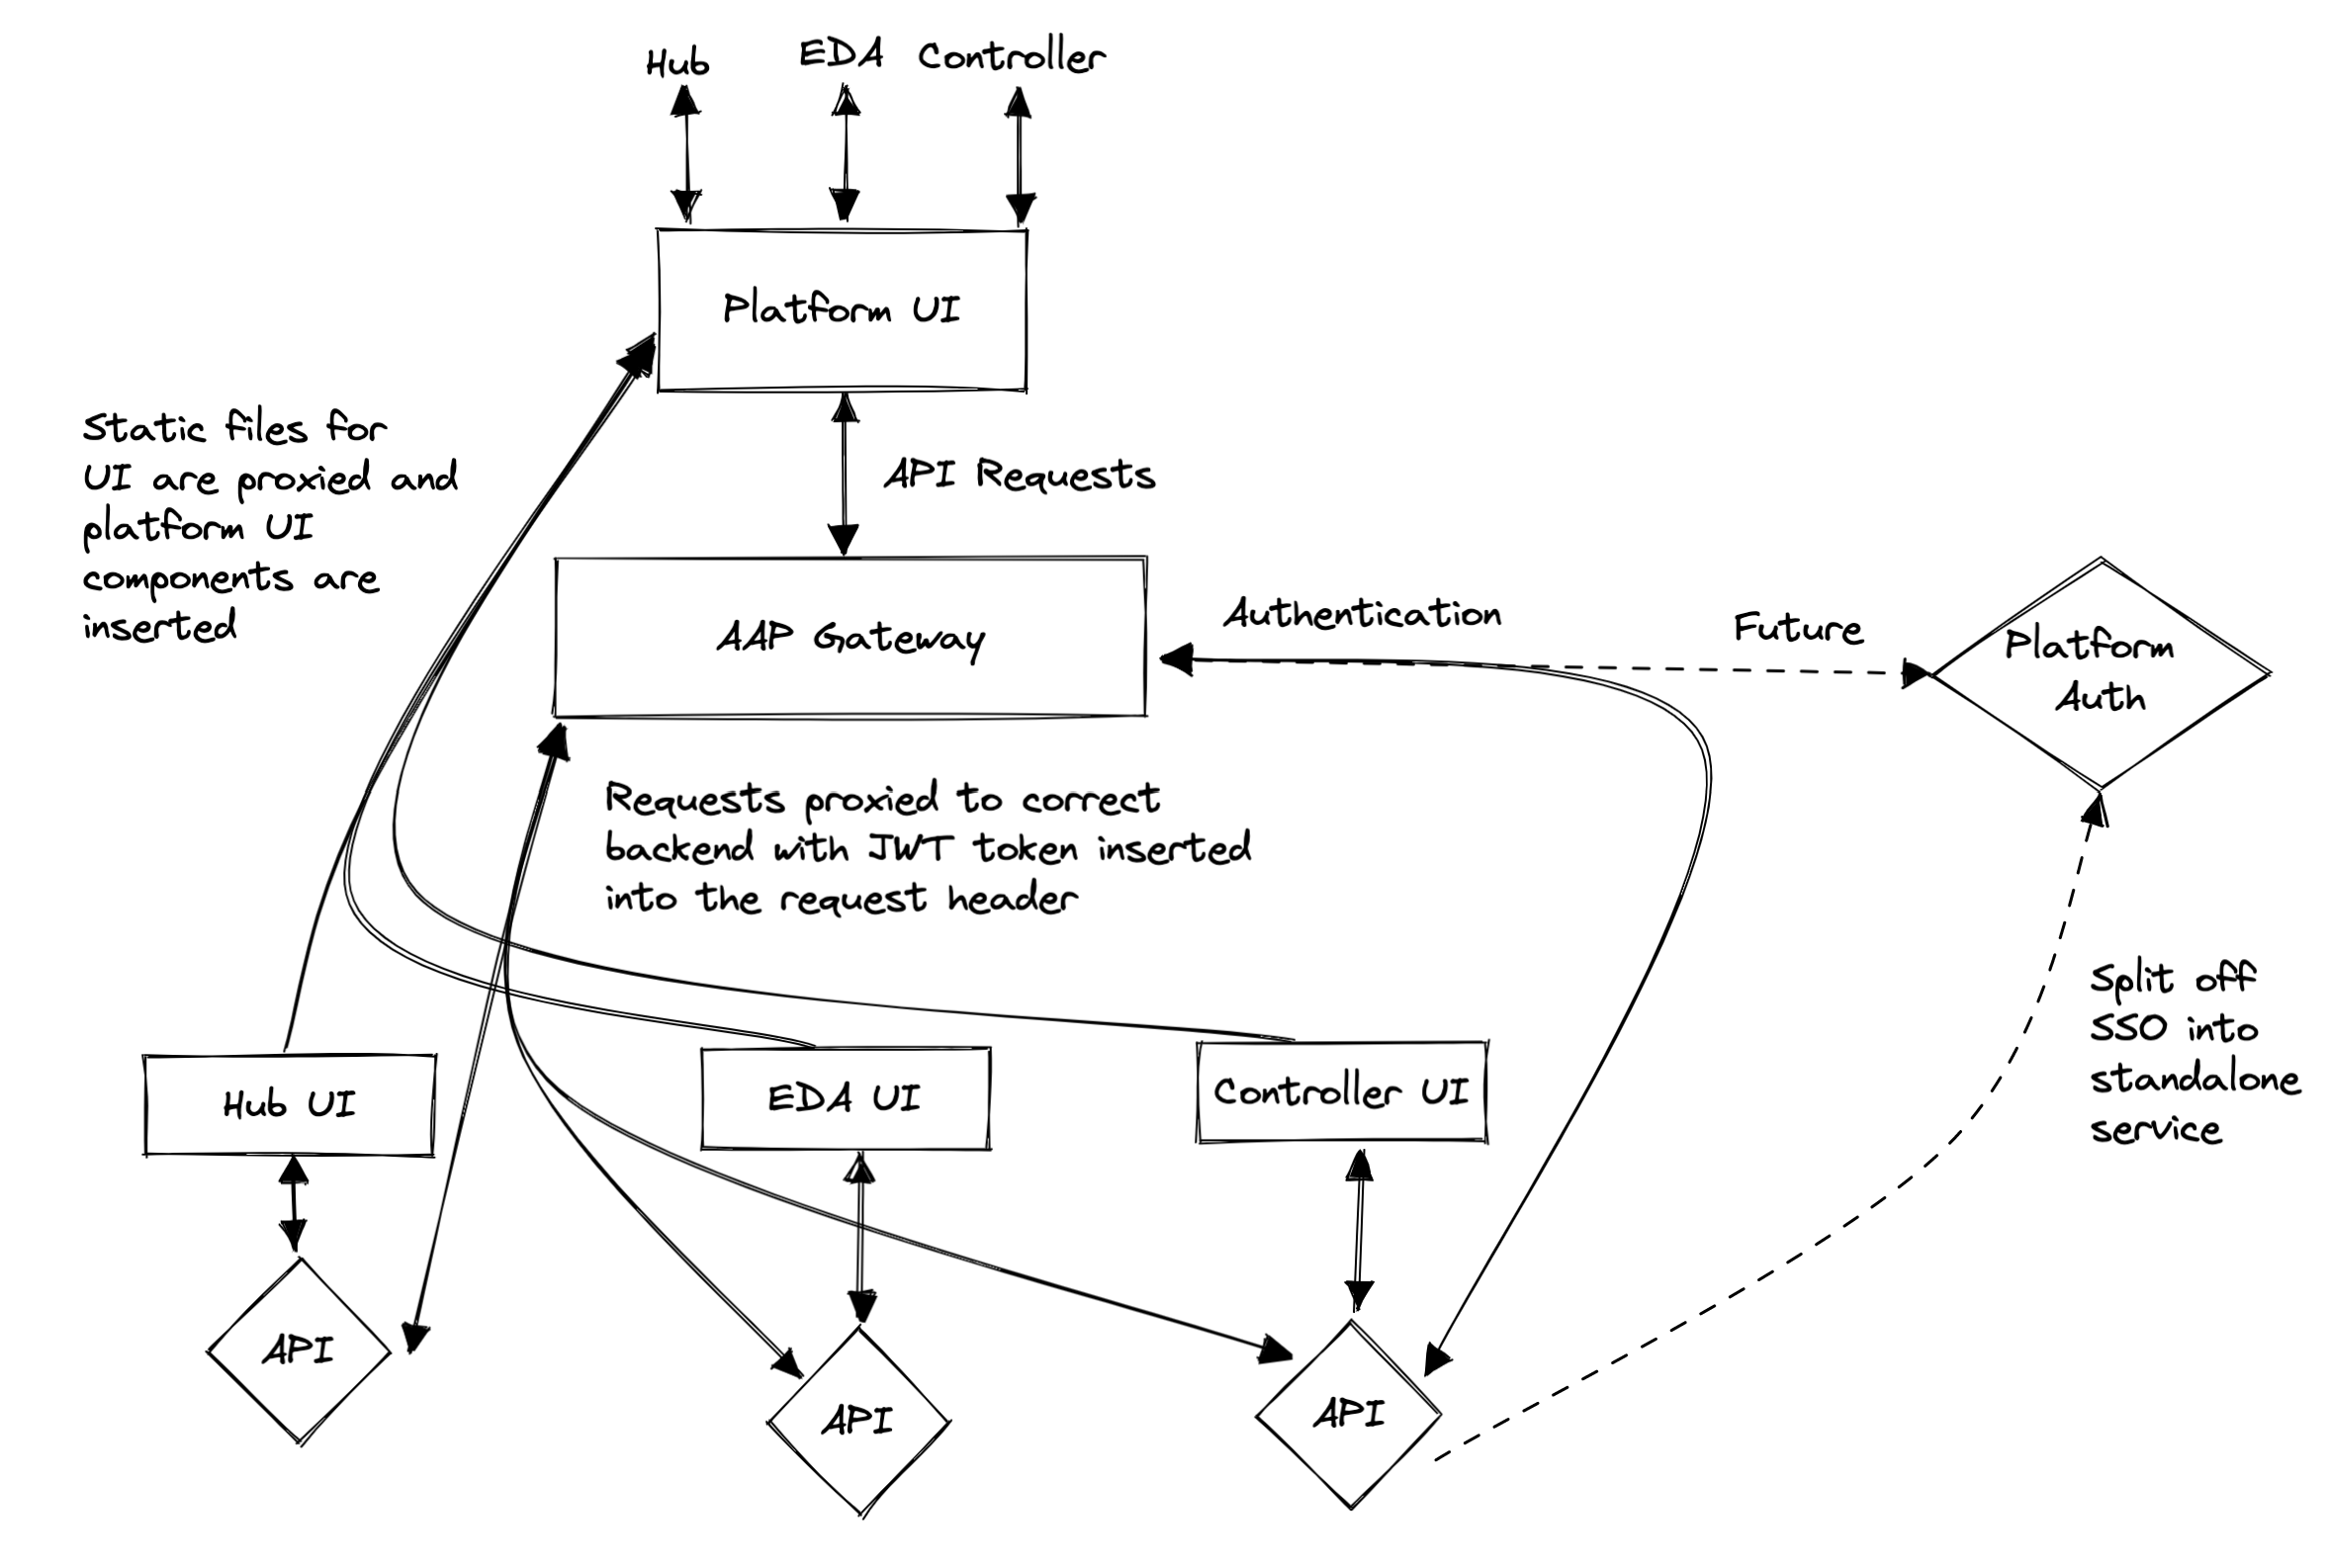 Hub
EDA
Controller
Platform UI
Static files for
UI are proxied and
platform UI
components are
inserted
API Requests
AAP Gateway
Authentication
Future
Platform
Auth
Requests proxied to correct
backend with JWT token inserted
into the request header
Split off
SSO into
standalone
service
Hub UI
EDA UI
Controller UI
API
API
API